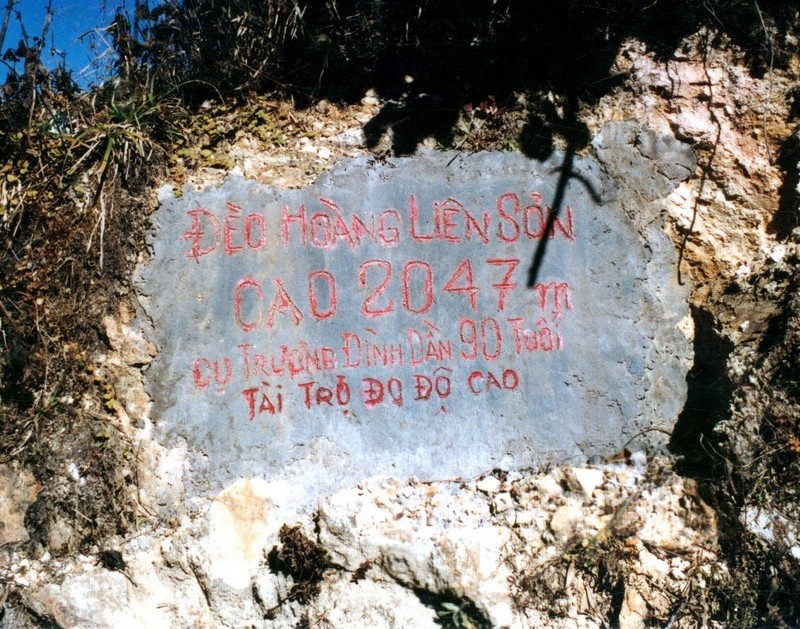 ĐÈO HOÀNG LIÊN SƠN
CAO 2047 m
CỤ TRƯƠNG ĐÌNH DẦN 90 TUỔI
TÀI TRỢ ĐO ĐỘ CAO